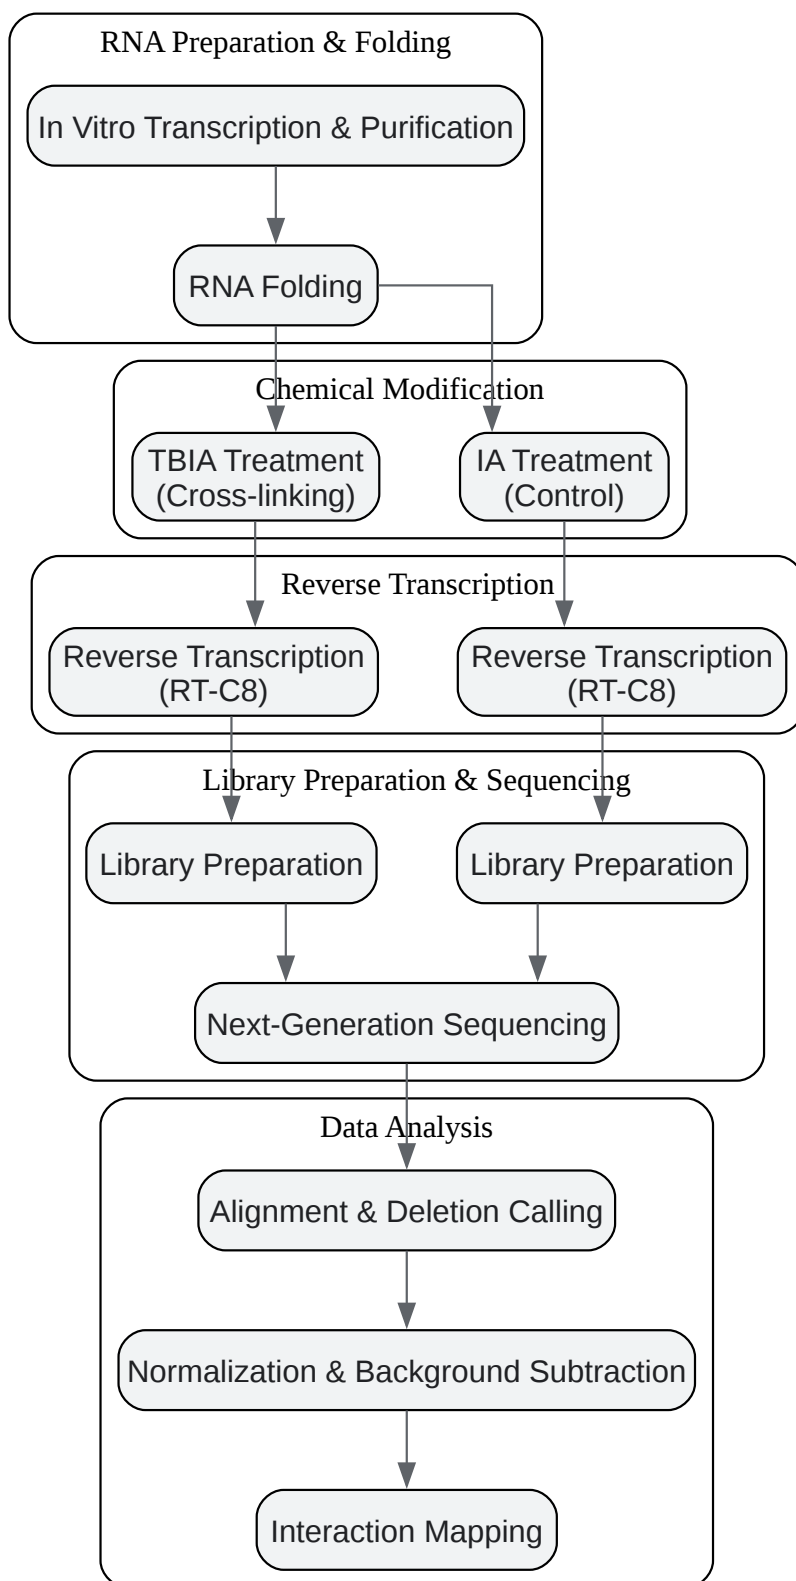 RNA Preparation & Folding
In Vitro Transcription & Purification
RNA Folding
Chemical Modification
TBIA Treatment
(Cross-linking)
IA Treatment
(Control)
Reverse Transcription
Reverse Transcription
(RT-C8)
Reverse Transcription
(RT-C8)
Library Preparation & Sequencing
Library Preparation
Library Preparation
Next-Generation Sequencing
Data Analysis
Alignment & Deletion Calling
Normalization & Background Subtraction
Interaction Mapping